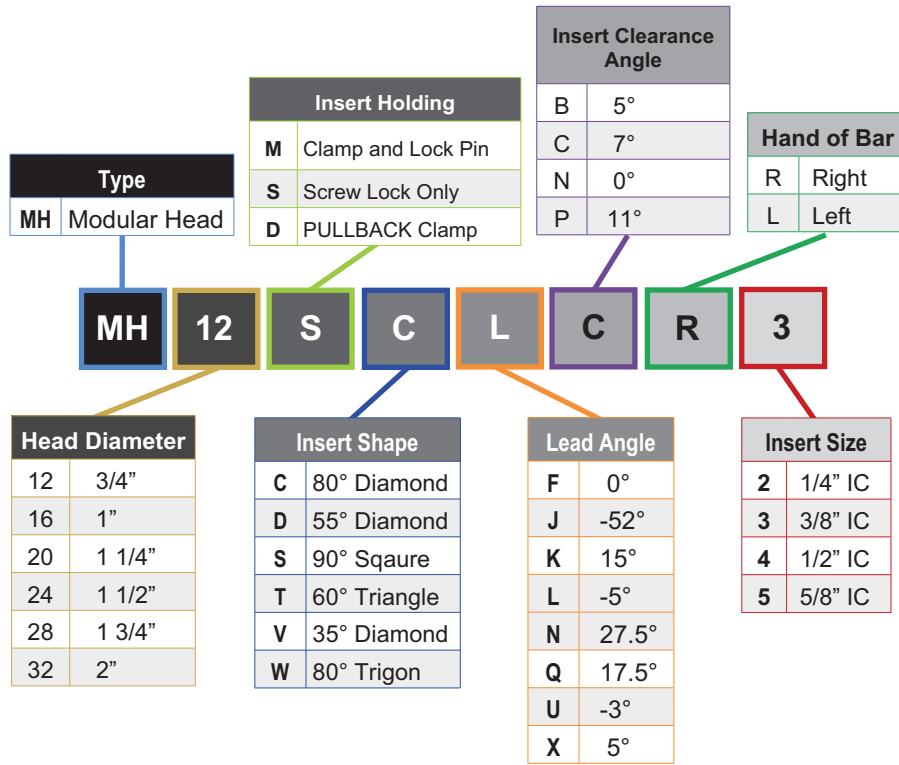 Insert Clearance
Angle
B 5°
C 7°
N 0°
P 11°
Insert Holding
M Clamp and Lock Pin
S Screw Lock Only
D PULLBACK Clamp
Hand of Bar
R Right
L Left
Type
MH Modular Head
MH 12 S C L C R 3
Head Diameter
12 3/4”
16 1”
20 1 1/4”
24 1 1/2”
28 1 3/4”
32 2”
Insert Shape
C 80° Diamond
D 55° Diamond
S 90° Sqaure
T 60° Triangle
V 35° Diamond
W 80° Trigon
Lead Angle
F 0°
J -52°
K 15°
L -5°
N 27.5°
Q 17.5°
U -3°
X 5°
Insert Size
2 1/4” IC
3 3/8” IC
4 1/2” IC
5 5/8” IC